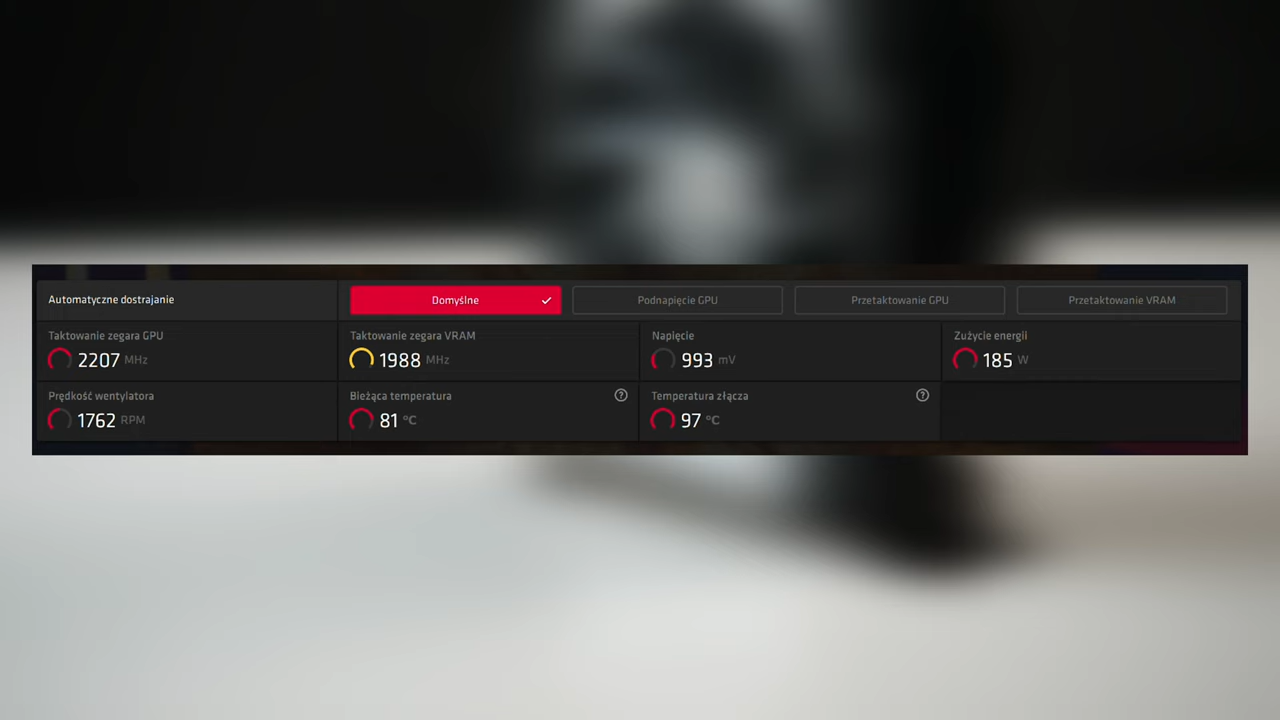 Automatyczne dostrajanie
Domyślne
Podnapięcie GPU
Przetaktowanie GPU
Przetaktowanie VRAM
Taktowanie zegara GPU
2207 MHz
Taktowanie zegara VRAM
1988 MHz
Napięcie
993 mV
Zużycie energii
185 W
Prędkość wentylatora
1762 RPM
Bieżąca temperatura
?
81 °C
Temperatura złącza
?
97 °C